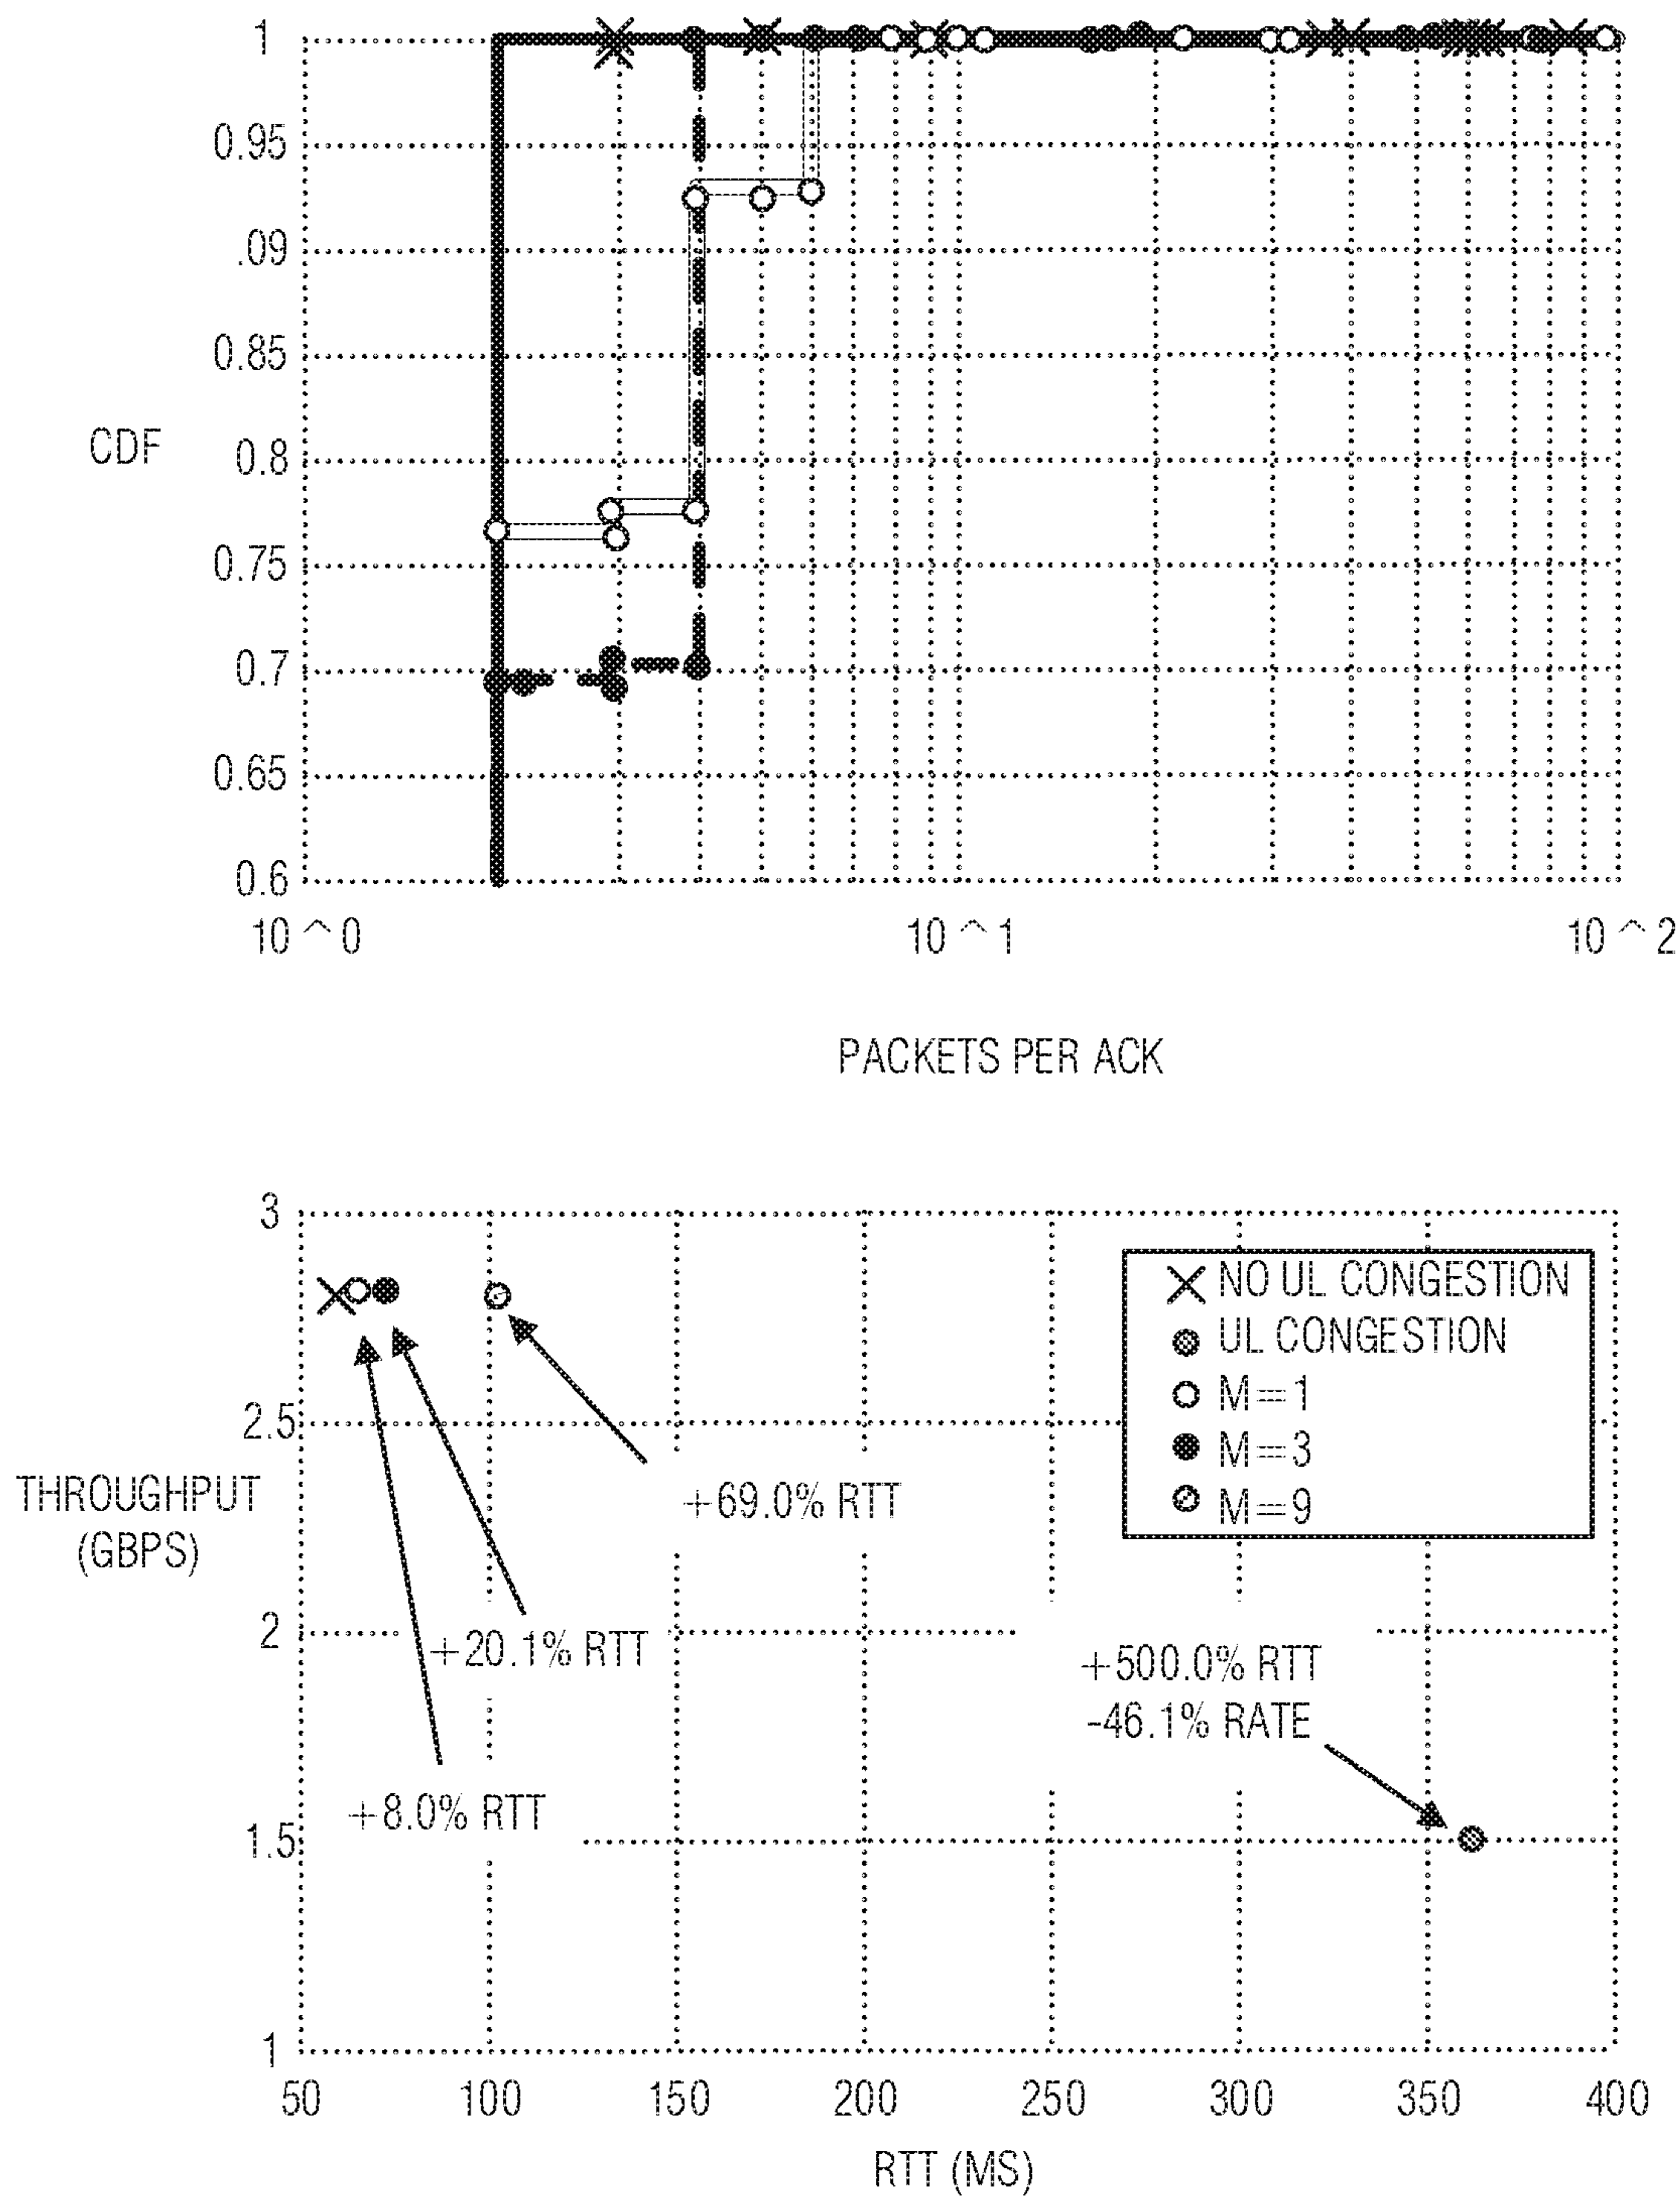 1
0.95
.09
0.85
CDF
0.8
0.75
0.7
0.65
0.6
10^0
10^1
10^2
PACKETS PER ACK
3
NO UL CONGESTION
UL CONGESTION
M=1
M=3
M=9
2.5
THROUGHPUT
(GBPS)
+69.0% RTT
2
+20.1% RTT
+500.0% RTT
-46.1% RATE
+8.0% RTT
1.5
1
50
100
150
200
250
300
350
400
RTT (MS)